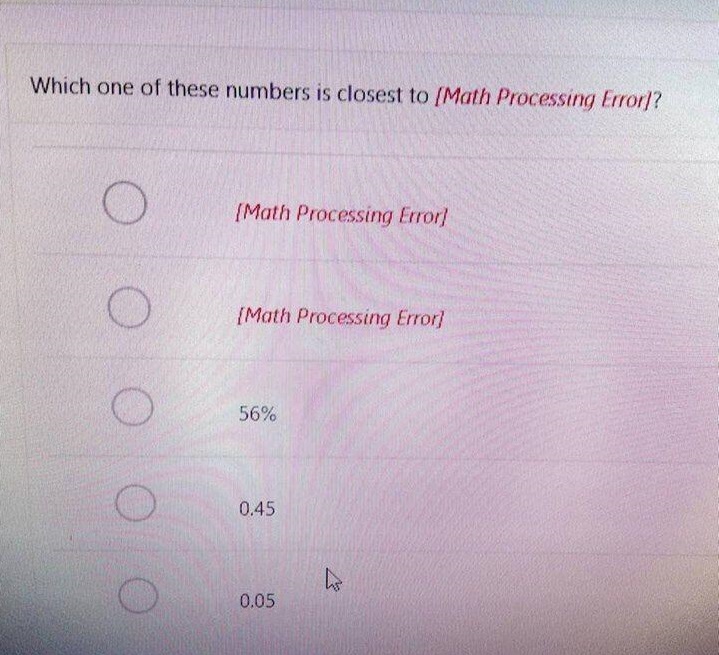 Which one of these numbers is closest to [Math Processing Error]?
[Math Processing Error]
[Math Processing Error]
56%
0.45
0.05